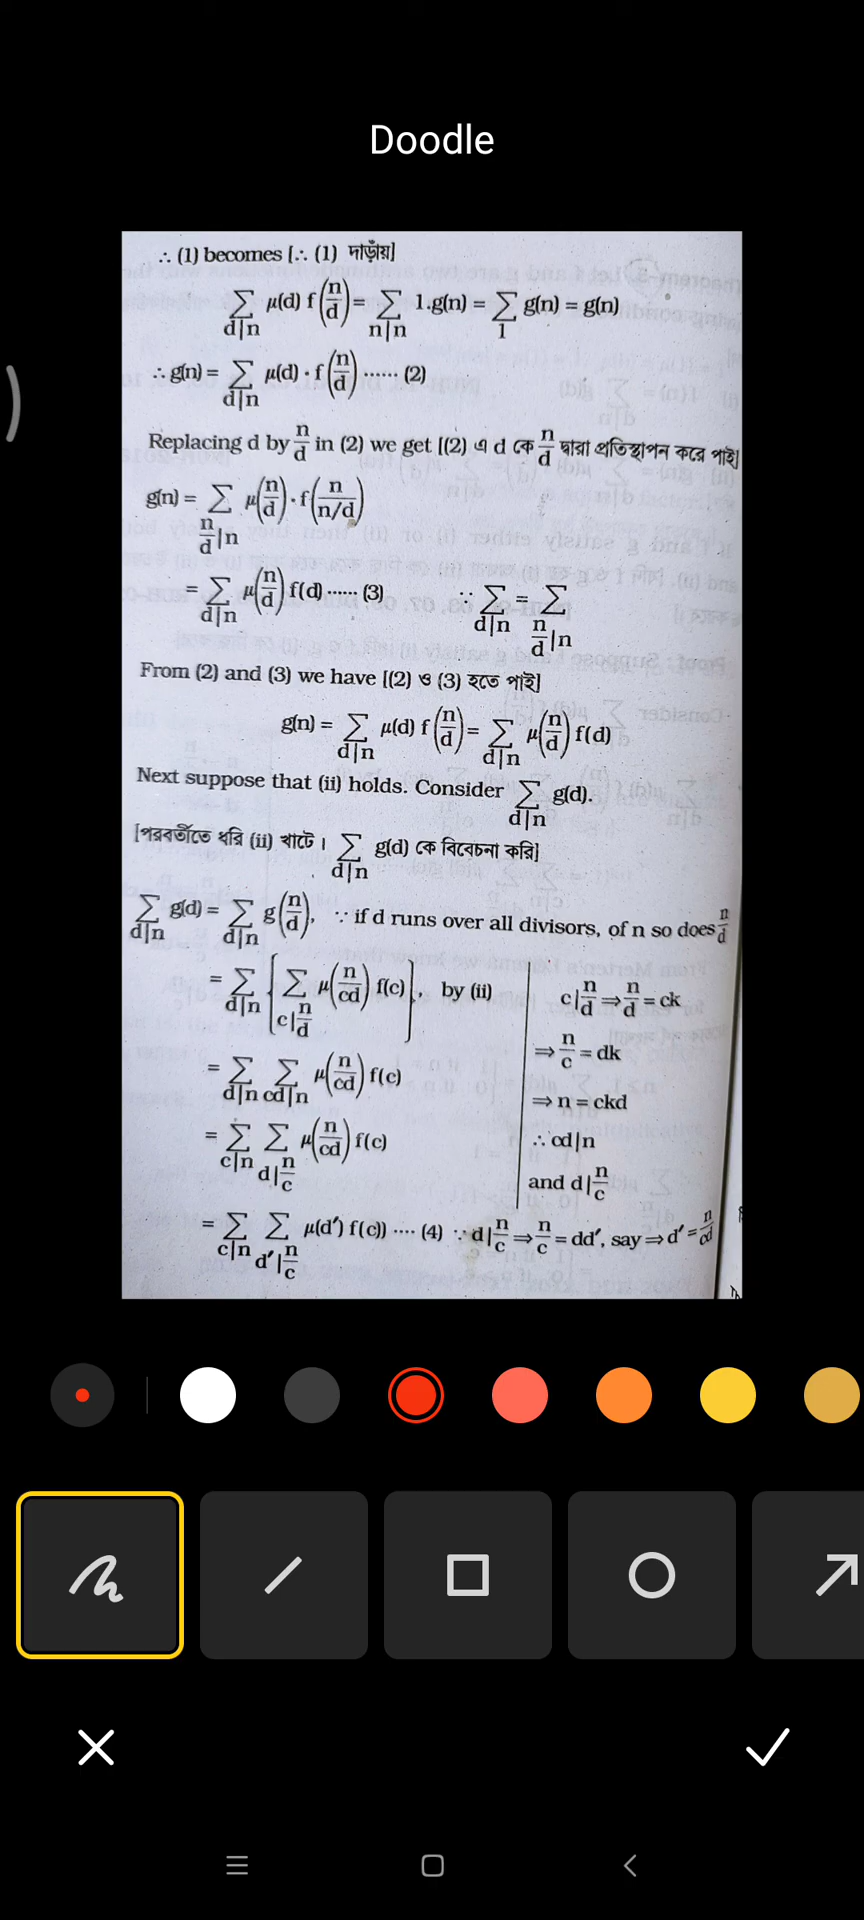 Doodle
∴ (1) becomes [∴ (1) দাড়াঁয়]
∑_{d|n} μ(d) f(n/d) = ∑_{n|n} 1.g(n) = ∑_{1} g(n) = g(n)
∴ g(n) = ∑_{d|n} μ(d) · f(n/d) ...... (2)
Replacing d by n/d in (2) we get [(2) এ d কে n/d দ্বারা প্রতিস্থাপন করে পাই]
g(n) = ∑_{n/d|n} μ(n/d) · f(n/(n/d))
= ∑_{d|n} μ(n/d) f(d) ...... (3) ∵ ∑_{d|n} = ∑_{n/d|n}
From (2) and (3) we have [(2) ও (3) হতে পাই]
g(n) = ∑_{d|n} μ(d) f(n/d) = ∑_{d|n} μ(n/d) f(d)
Next suppose that (ii) holds. Consider ∑_{d|n} g(d).
[পরবর্তীতে ধরি (ii) খাটে। ∑_{d|n} g(d) কে বিবেচনা করি]
∑_{d|n} g(d) = ∑_{d|n} g(n/d), ∵ if d runs over all divisors, of n so does n/d
= ∑_{d|n} [∑_{c|n/d} μ(n/cd) f(c)], by (ii)
= ∑_{d|n} ∑_{cd|n} μ(n/cd) f(c)
= ∑_{c|n} ∑_{d|n/c} μ(n/cd) f(c)
c|n/d ⇒ n/d = ck
⇒ n/c = dk
⇒ n = ckd
∴ cd|n
and d|n/c
= ∑_{c|n} ∑_{d′|n/c} μ(d′) f(c)) .... (4) ∵ d|n/c ⇒ n/c = dd′, say ⇒ d′ = n/cd